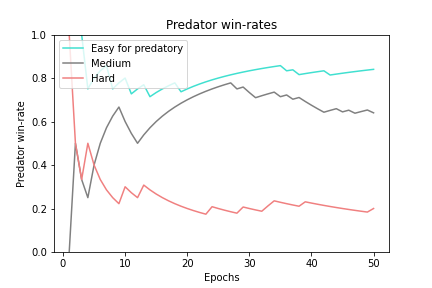 Predator win-rates
Easy for predatory
Medium
Hard
Predator win-rate
1.0
0.8
0.6
0.4
0.2
0.0
0 10 20 30 40 50
Epochs